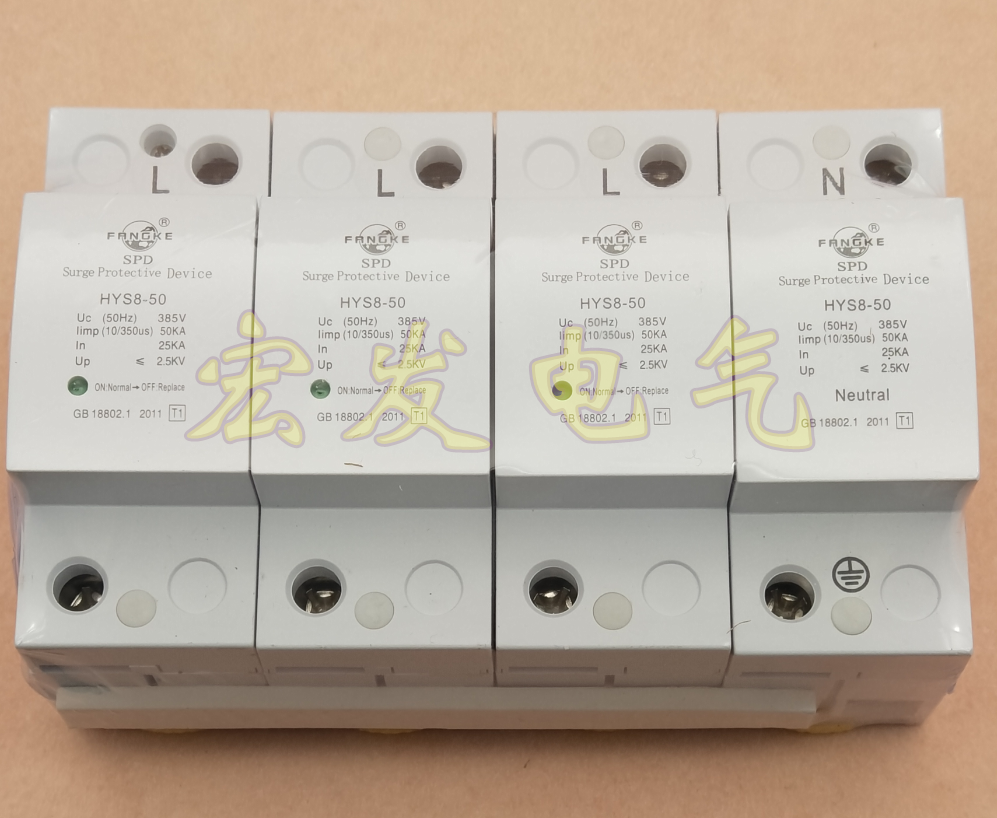 L
L
L
N
FANGKE®
SPD
Surge Protective Device
HYS8-50
Uc (50Hz) 385V
Iimp (10/350us) 50KA
In 25KA
Up ≤ 2.5KV
ON:Normal→OFF:Replace
GB 18802.1 2011 T1
FANGKE®
SPD
Surge Protective Device
HYS8-50
Uc (50Hz) 385V
Iimp (10/350us) 50KA
In 25KA
Up ≤ 2.5KV
ON:Normal→OFF:Replace
GB 18802.1 2011 T1
FANGKE®
SPD
Surge Protective Device
HYS8-50
Uc (50Hz) 385V
Iimp (10/350us) 50KA
In 25KA
Up ≤ 2.5KV
ON:Normal→OFF:Replace
GB 18802.1 2011 T1
FANGKE®
SPD
Surge Protective Device
HYS8-50
Uc (50Hz) 385V
Iimp (10/350us) 50KA
In 25KA
Up ≤ 2.5KV
Neutral
GB 18802.1 2011 T1
宏发电气